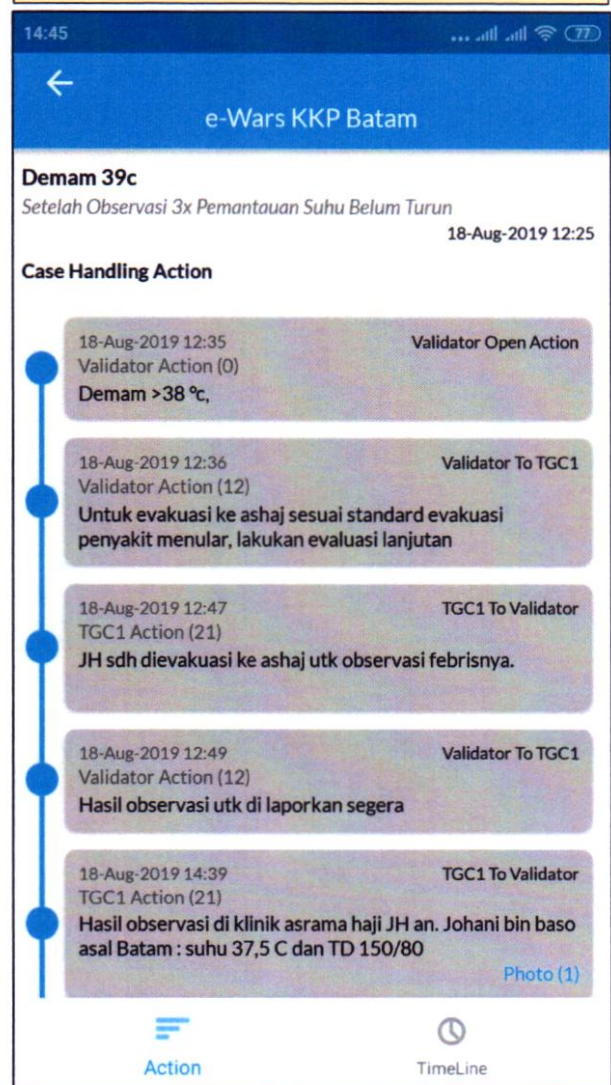 14:45
77
e-Wars KKP Batam
Demam 39c
Setelah Observasi 3x Pemantauan Suhu Belum Turun
18-Aug-2019 12:25
Case Handling Action
18-Aug-2019 12:35 Validator Open Action
Validator Action (0)
Demam >38 °c,
18-Aug-2019 12:36 Validator To TGC1
Validator Action (12)
Untuk evakuasi ke ashaj sesuai standard evakuasi
penyakit menular, lakukan evaluasi lanjutan
18-Aug-2019 12:47 TGC1 To Validator
TGC1 Action (21)
JH sdh dievakuasi ke ashaj utk observasi febrisnya.
18-Aug-2019 12:49 Validator To TGC1
Validator Action (12)
Hasil observasi utk di laporkan segera
18-Aug-2019 14:39 TGC1 To Validator
TGC1 Action (21)
Hasil observasi di klinik asrama haji JH an. Johani bin baso
asal Batam : suhu 37,5 C dan TD 150/80
Photo (1)
Action TimeLine